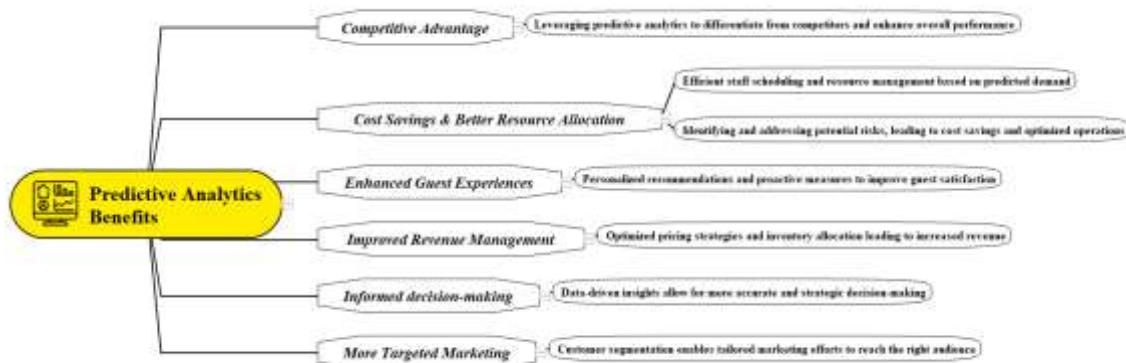 Competitive Advantage
Leveraging predictive analytics to differentiate from competitors and enhance overall performance
Cost Savings & Better Resource Allocation
Efficient staff scheduling and resource management based on predicted demand
Identifying and addressing potential risks, leading to cost savings and optimized operations
Predictive Analytics
Benefits
Enhanced Guest Experiences
Personalized recommendations and proactive measures to improve guest satisfaction
Improved Revenue Management
Optimized pricing strategies and inventory allocation leading to increased revenue
Informed decision-making
Data-driven insights allow for more accurate and strategic decision-making
More Targeted Marketing
Customer segmentation enables tailored marketing efforts to reach the right audience